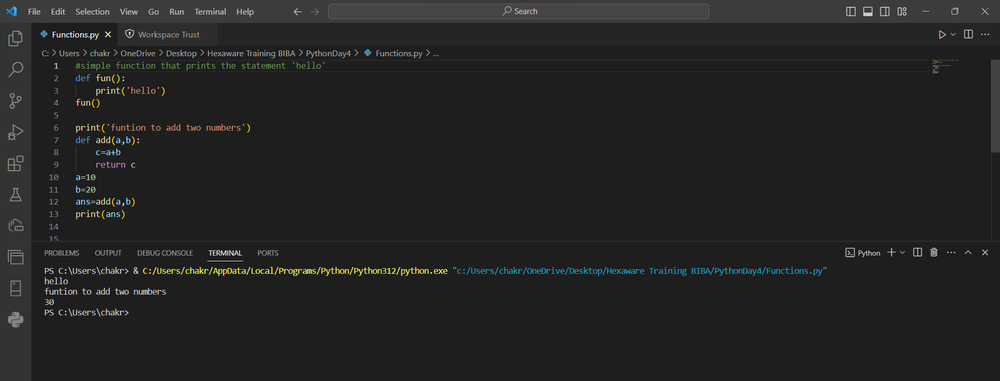 File Edit Selection View Go Run Terminal Help
Search
Functions.py
Workspace Trust
C: > Users > chakr > OneDrive > Desktop > Hexaware Training BIBA > PythonDay4 > Functions.py > ...
1 #simple function that prints the statement 'hello'
2 def fun():
3     print('hello')
4 fun()
5
6 print('funtion to add two numbers')
7 def add(a,b):
8     c=a+b
9     return c
10 a=10
11 b=20
12 ans=add(a,b)
13 print(ans)
14
15
PROBLEMS OUTPUT DEBUG CONSOLE TERMINAL PORTS
Python
PS C:\Users\chakr> & C:/Users/chakr/AppData/Local/Programs/Python/Python312/python.exe "c:/Users/chakr/OneDrive/Desktop/Hexaware Training BIBA/PythonDay4/Functions.py"
hello
funtion to add two numbers
30
PS C:\Users\chakr>